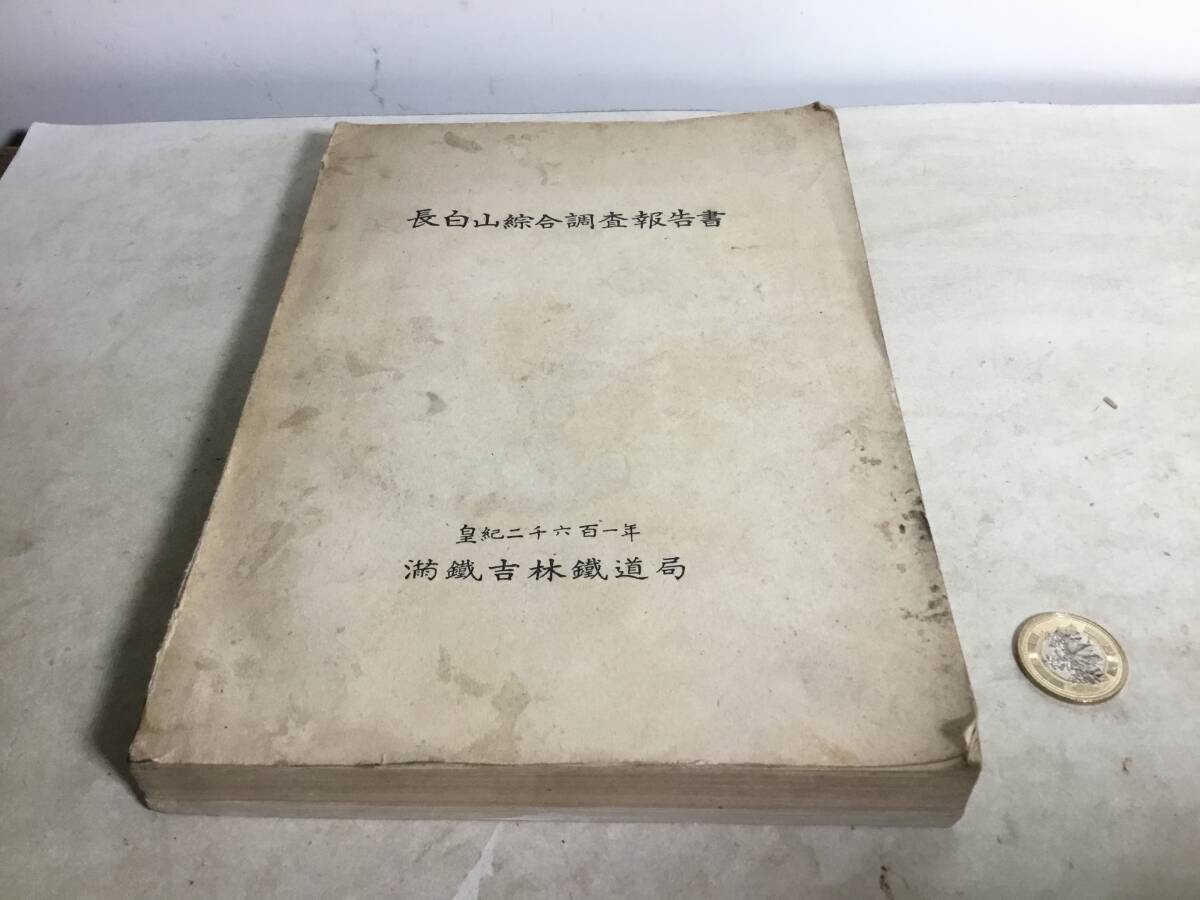 長白山綜合調査報告書
皇紀二千六百一年
滿鐵吉林鐵道局